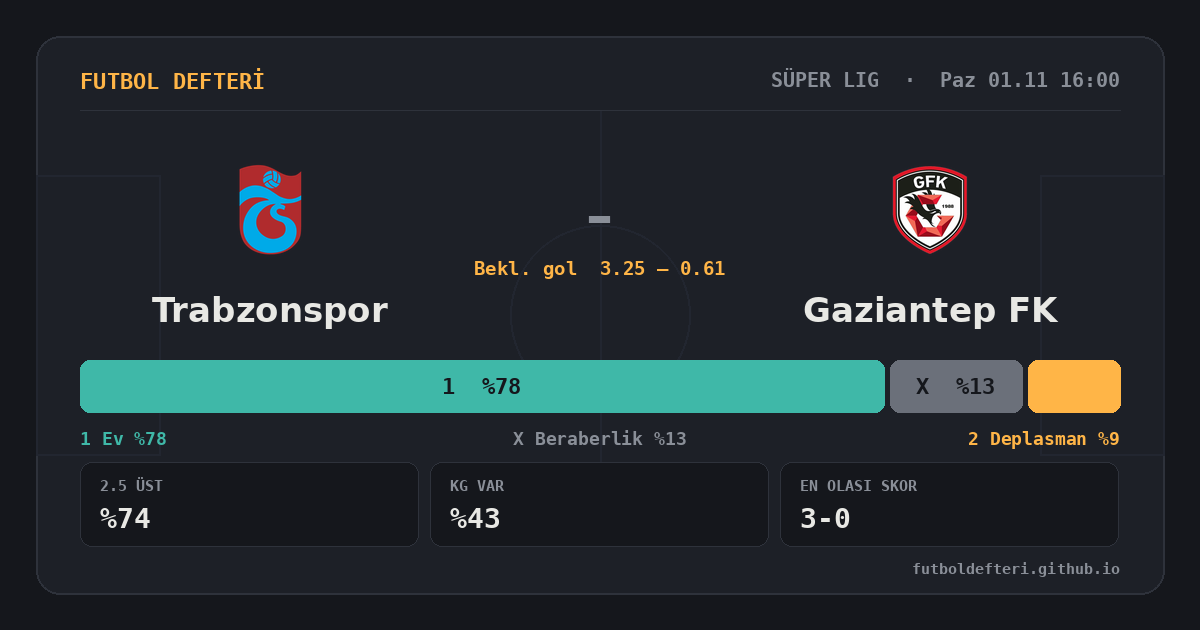 FUTBOL DEFTERİ
SÜPER LIG · Paz 01.11 16:00
GFK
1988
-
Bekl. gol 3.25 — 0.61
Trabzonspor
Gaziantep FK
1 %78
X %13
1 Ev %78
X Beraberlik %13
2 Deplasman %9
2.5 ÜST
KG VAR
EN OLASI SKOR
%74
%43
3-0
futboldefteri.github.io